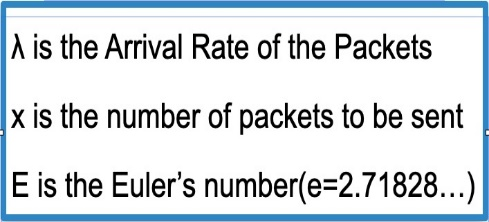 λ is the Arrival Rate of the Packets
x is the number of packets to be sent
E is the Euler’s number(e=2.71828…)